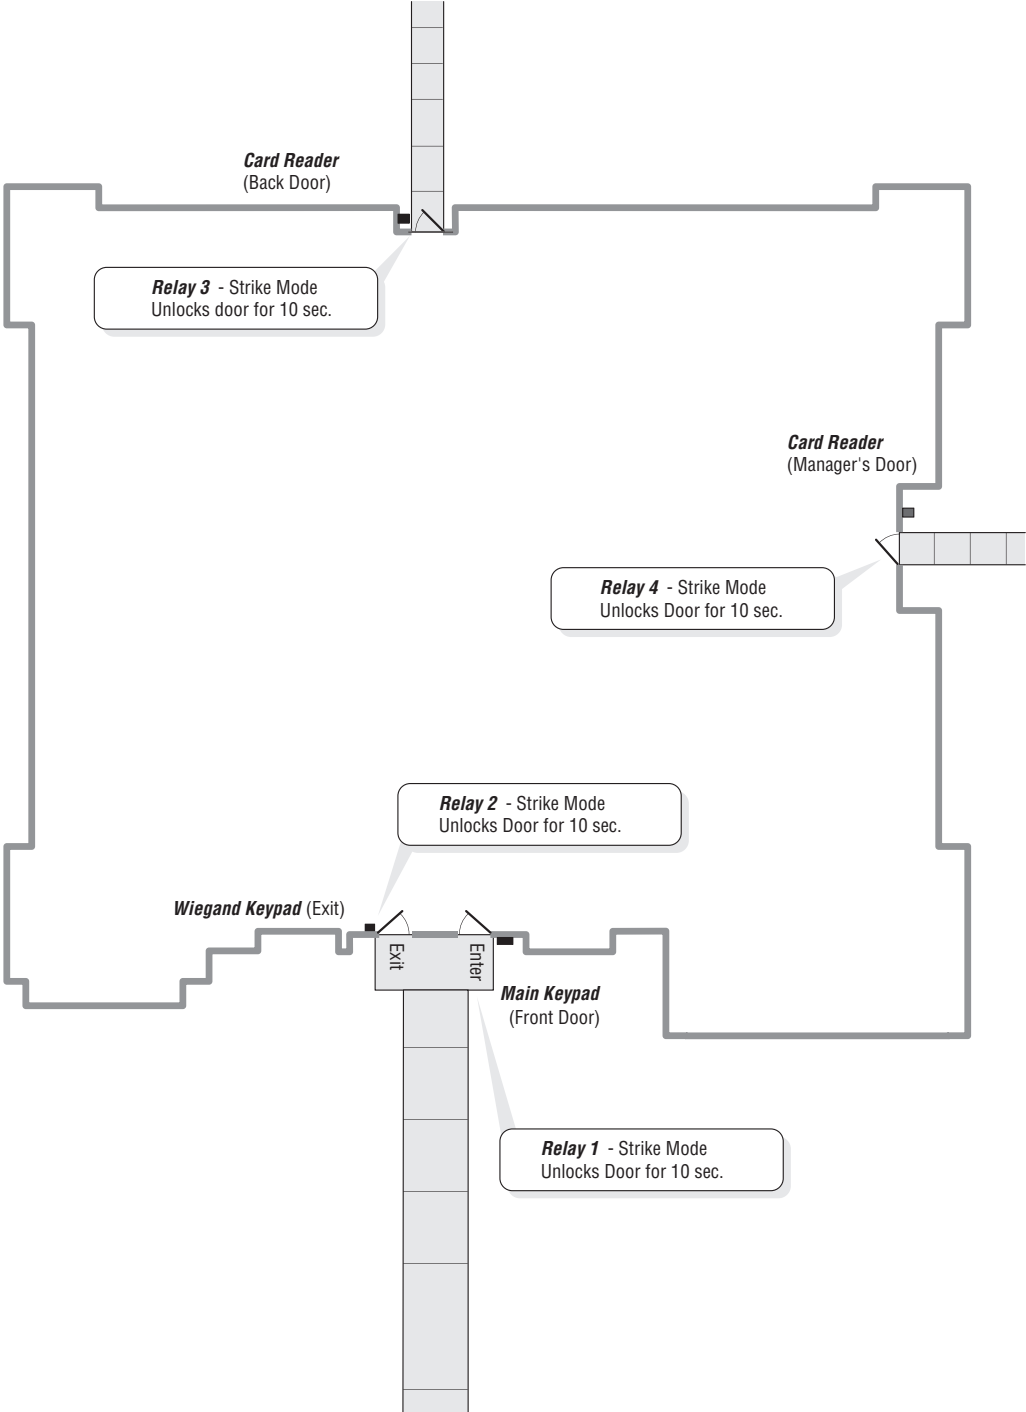 Card Reader
(Back Door)
Relay 3 - Strike Mode
Unlocks door for 10 sec.
Card Reader
(Manager's Door)
Relay 4 - Strike Mode
Unlocks Door for 10 sec.
Relay 2 - Strike Mode
Unlocks Door for 10 sec.
Wiegand Keypad (Exit)
Exit
Enter
Main Keypad
(Front Door)
Relay 1 - Strike Mode
Unlocks Door for 10 sec.